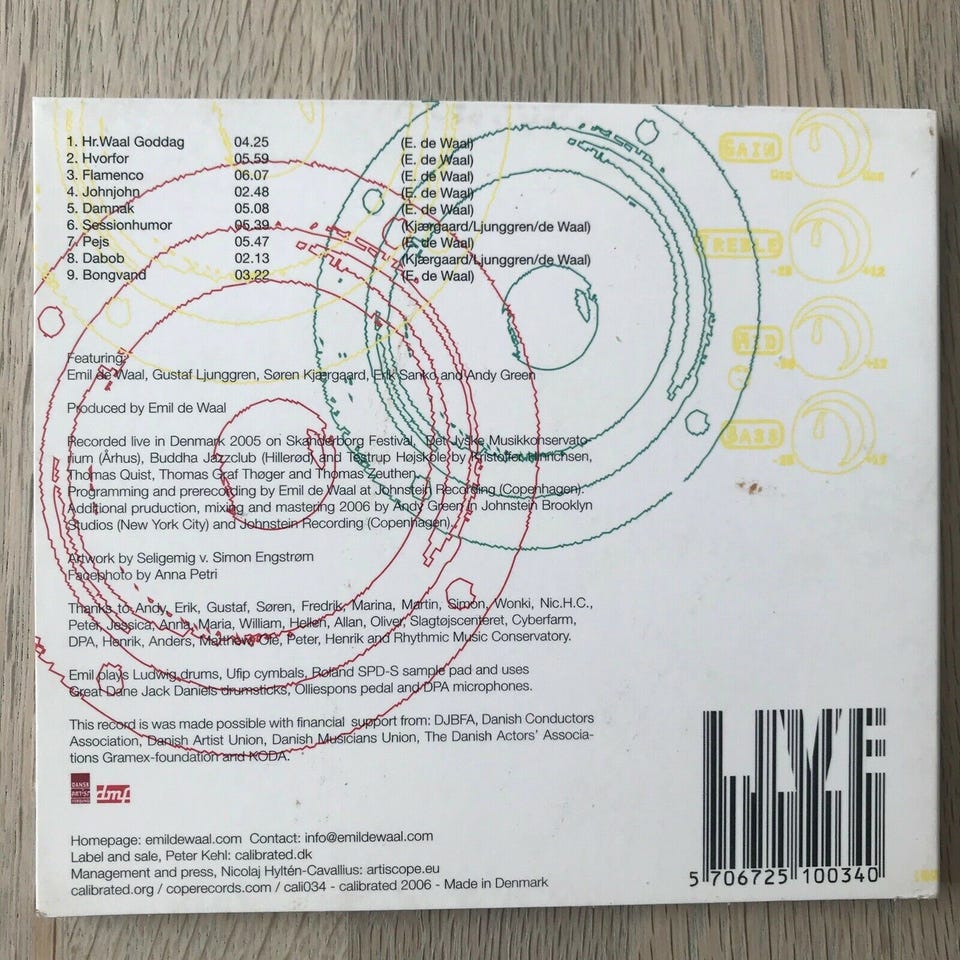 1. Hr.Waal Goddag 04.25 (E. de Waal)
2. Hvorfor 05.59 (E. de Waal)
3. Flamenco 06.07 (E. de Waal)
4. Johnjohn 02.48 (E. de Waal)
5. Damnak 05.08 (E. de Waal)
6. Sessionhumor 05.39 (Kjærgaard/Ljunggren/de Waal)
7. Pejs 05.47 (E. de Waal)
8. Dabob 02.13 (Kjærgaard/Ljunggren/de Waal)
9. Bongvand 03.22 (E. de Waal)
GAIN
TREBLE
+12
MID
+12
BASS
Featuring:
Emil de Waal, Gustaf Ljunggren, Søren Kjærgaard, Erik Sanko and Andy Green
Produced by Emil de Waal
Recorded live in Denmark 2005 on Skanderborg Festival, Det Jyske Musikkonservato-
rium (Århus), Buddha Jazzclub (Hillerød) and Testrup Højskole by Kristoffer Hinrichsen,
Thomas Quist, Thomas Graf Thøger and Thomas Zeuthen.
Programming and prerecording by Emil de Waal at Johnstein Recording (Copenhagen).
Additional pruduction, mixing and mastering 2006 by Andy Green in Johnstein Brooklyn
Studios (New York City) and Johnstein Recording (Copenhagen).
Artwork by Seligemig v. Simon Engstrøm
Facephoto by Anna Petri
Thanks to Andy, Erik, Gustaf, Søren, Fredrik, Marina, Martin, Simon, Wonki, Nic.H.C.,
Peter, Jessica, Anna, Maria, William, Hellen, Allan, Oliver, Slagtøjscenteret, Cyberfarm,
DPA, Henrik, Anders, Matthew, Ole, Peter, Henrik and Rhythmic Music Conservatory.
Emil plays Ludwig drums, Ufip cymbals, Roland SPD-S sample pad and uses
Great Dane Jack Daniels drumsticks, Olliespons pedal and DPA microphones.
This record is was made possible with financial support from: DJBFA, Danish Conductors
Association, Danish Artist Union, Danish Musicians Union, The Danish Actors' Associa-
tions Gramex-foundation and KODA.
DANSK
ARTIST
FORBUND
dmf
LIVE
Homepage: emildewaal.com Contact: info@emildewaal.com
Label and sale, Peter Kehl: calibrated.dk
Management and press, Nicolaj Hyltén-Cavallius: artiscope.eu
calibrated.org / coperecords.com / cali034 - calibrated 2006 - Made in Denmark
5 706725 100340